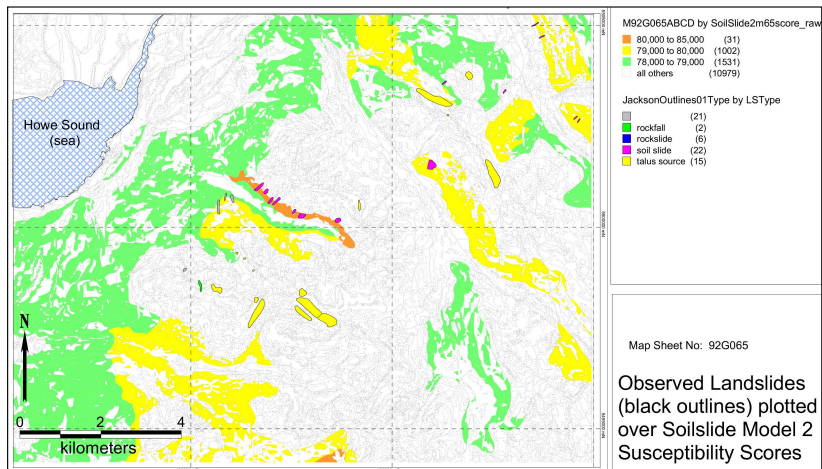 Howe Sound
(sea)
N
0 2 4
kilometers
M92G065ABCD by SoilSlide2m65score_raw
80,000 to 85,000 (31)
79,000 to 80,000 (1002)
78,000 to 79,000 (1531)
all others (10979)
JacksonOutlines01Type by LSType
(21)
rockfall (2)
rockslide (6)
soil slide (22)
talus source (15)
Map Sheet No: 92G065
Observed Landslides
(black outlines) plotted
over Soilslide Model 2
Susceptibility Scores